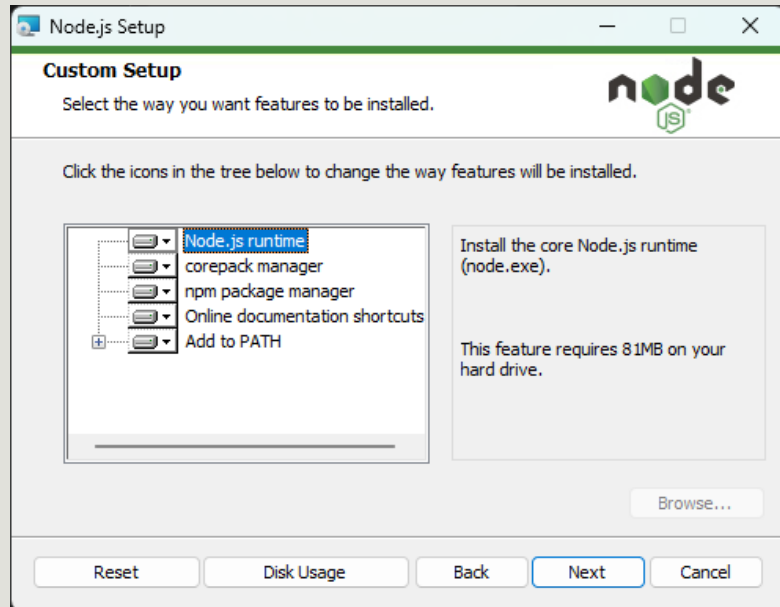 Node.js Setup
Custom Setup
Select the way you want features to be installed.
node
JS
Click the icons in the tree below to change the way features will be installed.
Node.js runtime
corepack manager
npm package manager
Online documentation shortcuts
Add to PATH
Install the core Node.js runtime
(node.exe).
This feature requires 81MB on your
hard drive.
Browse...
Reset
Disk Usage
Back
Next
Cancel